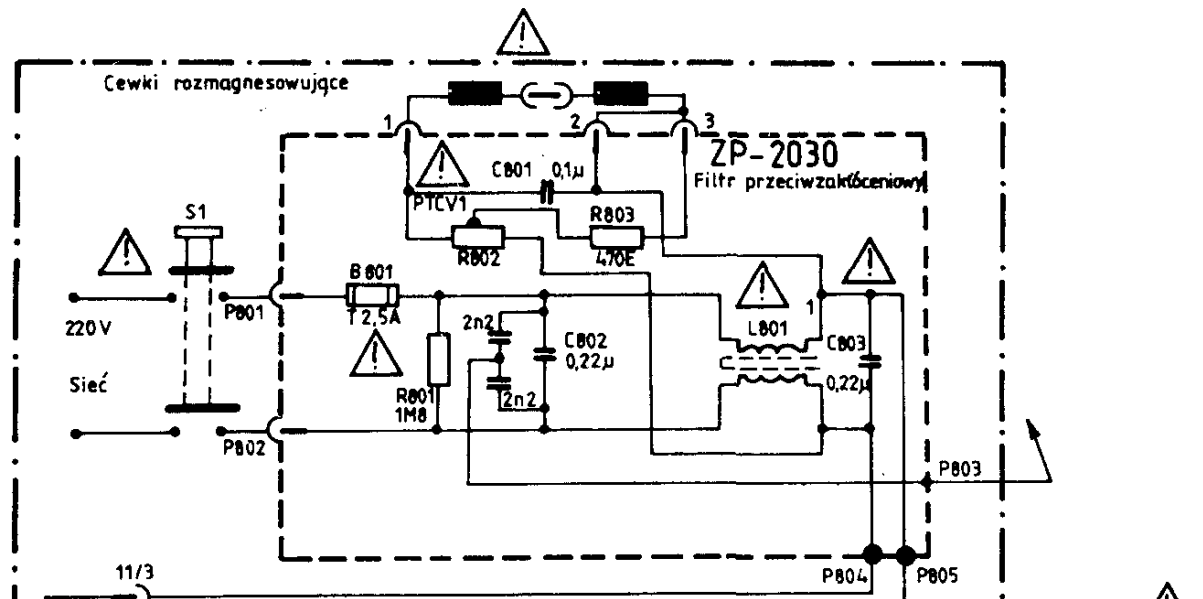 Cewki rozmagnesowujące
1
2
3
ZP-2030
Filtr przeciwzakłóceniowy
C801 0,1µ
PTCV1
S1
R803
R802
470E
B801
P801
T 2,5A
220V
1
L801
2n2
C802
0,22µ
C803
0,22µ
Sieć
R801
1M8
2n2
P802
P803
11/3
P804
P805